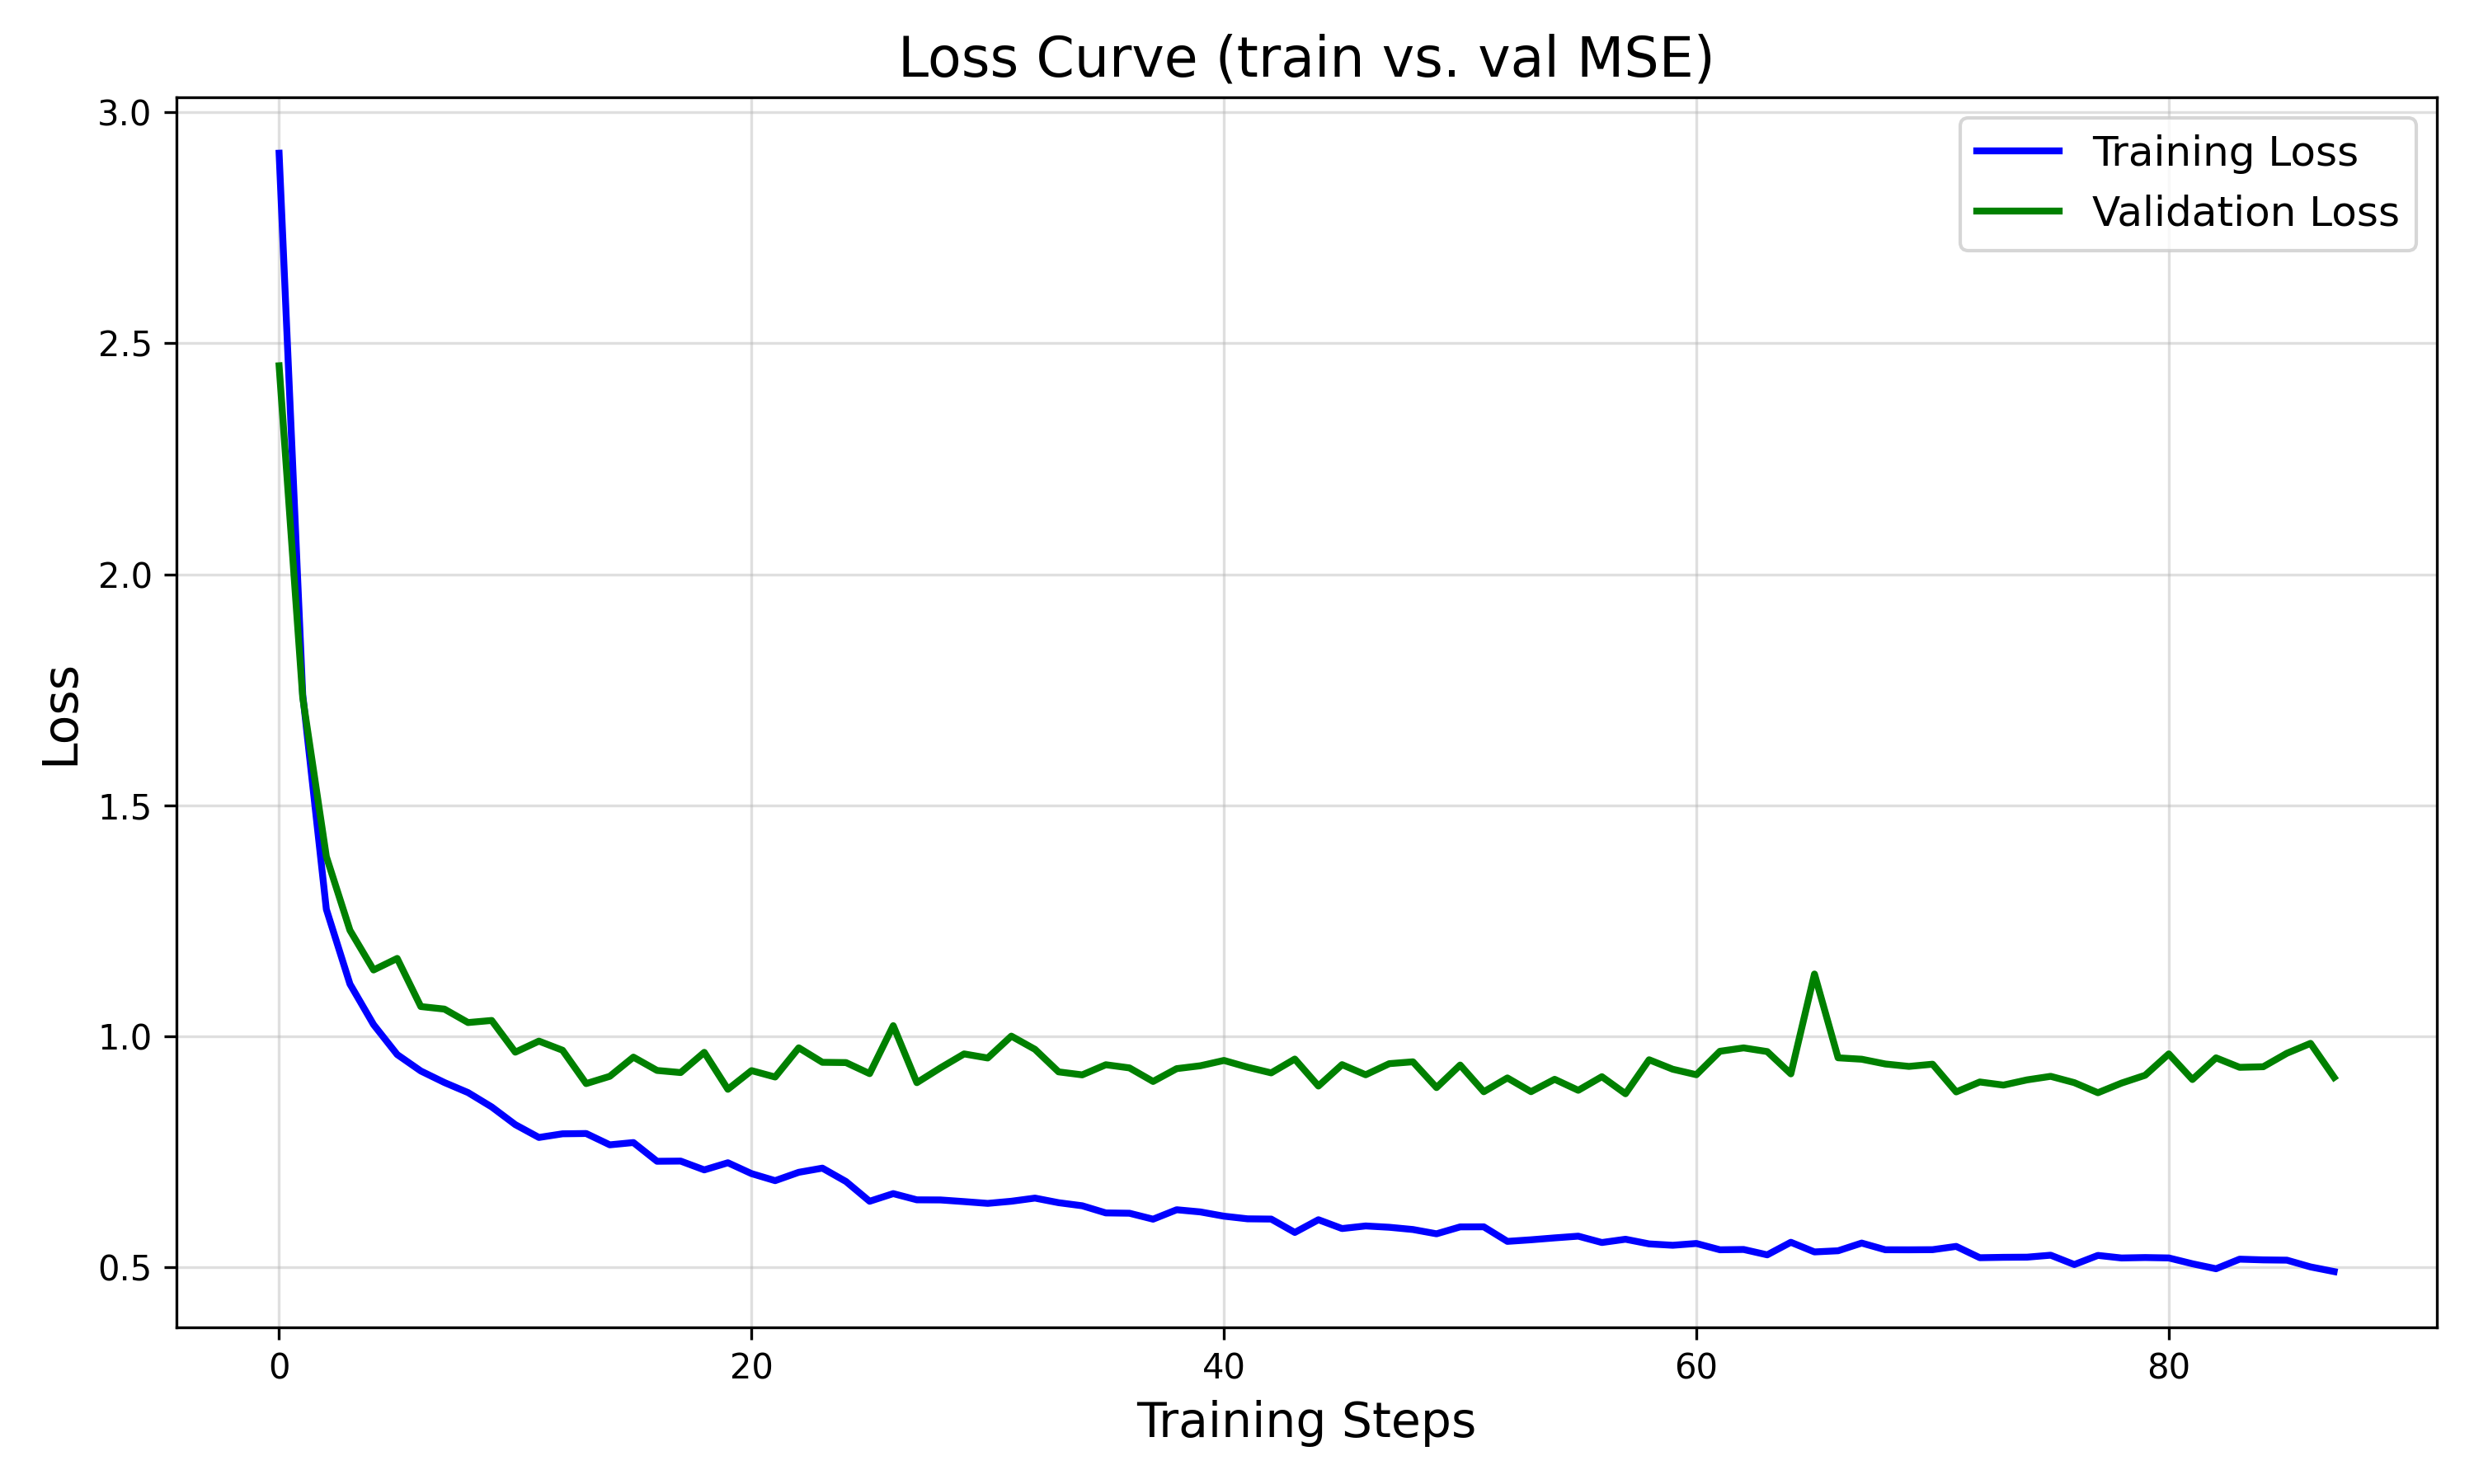 Loss Curve (train vs. val MSE)
3.0
2.5
2.0
1.5
1.0
0.5
Loss
Training Loss
Validation Loss
0 20 40 60 80
Training Steps